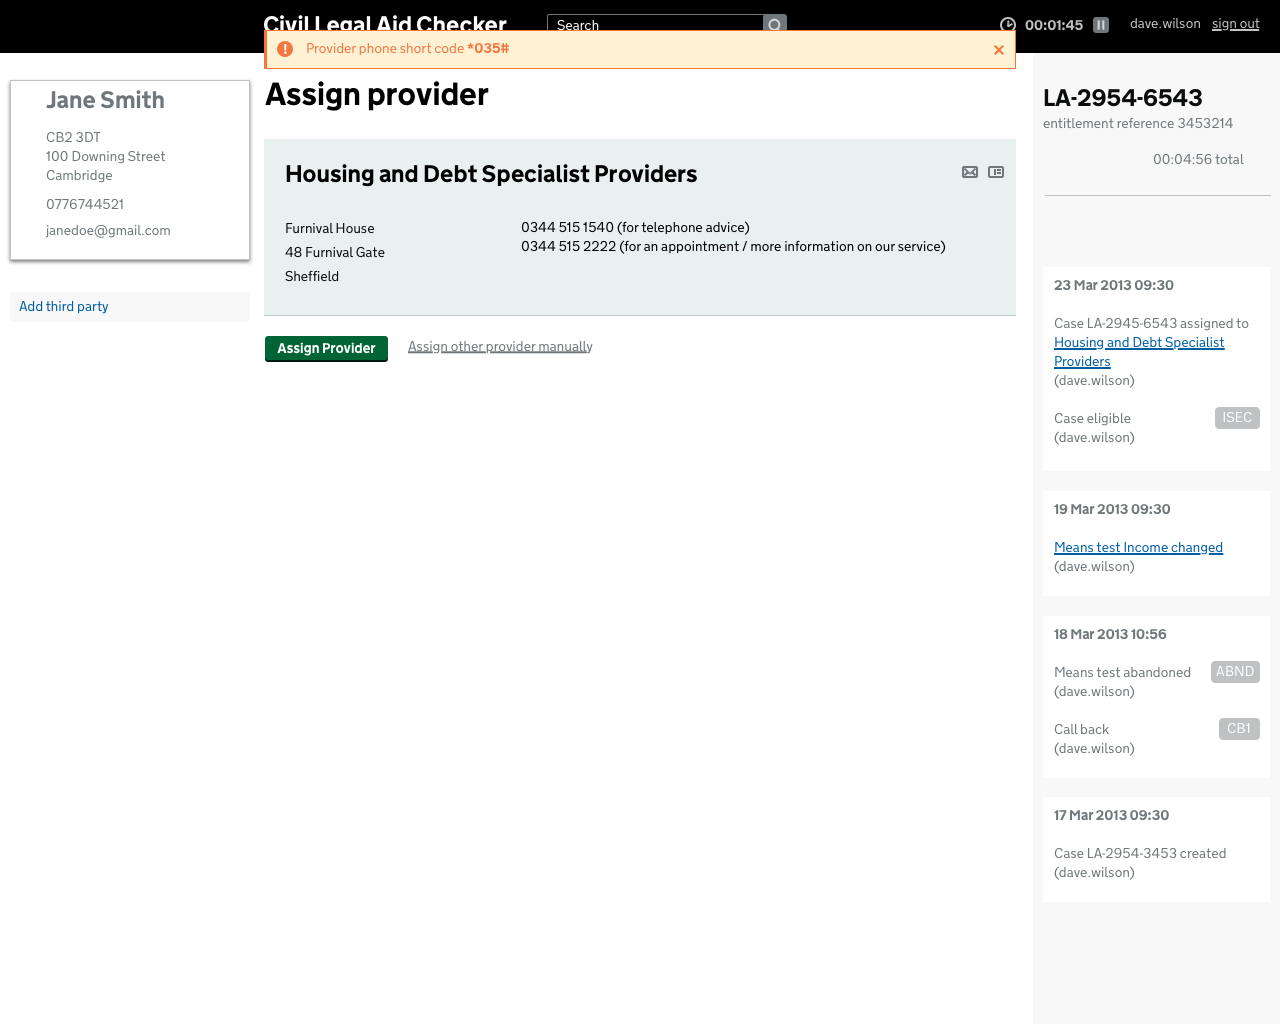 Civil Legal Aid Checker
Search
00:01:45
dave.wilson
sign out
Provider phone short code *035#
Jane Smith
CB2 3DT
100 Downing Street
Cambridge
0776744521
janedoe@gmail.com
Add third party
Assign provider
Housing and Debt Specialist Providers
Furnival House
48 Furnival Gate
Sheffield
0344 515 1540 (for telephone advice)
0344 515 2222 (for an appointment / more information on our service)
Assign Provider
Assign other provider manually
LA-2954-6543
entitlement reference 3453214
00:04:56 total
23 Mar 2013 09:30
Case LA-2945-6543 assigned to
Housing and Debt Specialist
Providers
(dave.wilson)
Case eligible
ISEC
(dave.wilson)
19 Mar 2013 09:30
Means test Income changed
(dave.wilson)
18 Mar 2013 10:56
Means test abandoned
ABND
(dave.wilson)
Call back
CB1
(dave.wilson)
17 Mar 2013 09:30
Case LA-2954-3453 created
(dave.wilson)